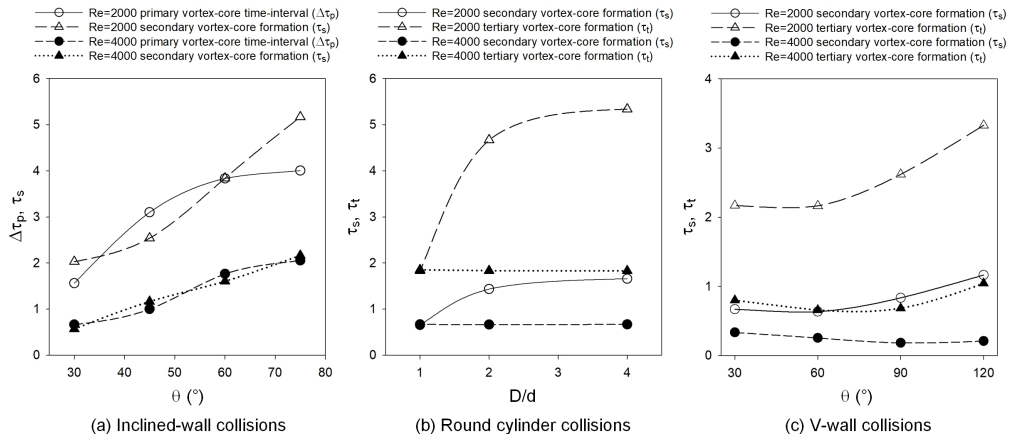 Re=2000 primary vortex-core time-interval (Δτp)
Re=2000 secondary vortex-core formation (τs)
Re=4000 primary vortex-core time-interval (Δτp)
Re=4000 secondary vortex-core formation (τs)
6
5
4
3
2
1
0
Δτp, τs
30 40 50 60 70 80
θ (°)
(a) Inclined-wall collisions
Re=2000 secondary vortex-core formation (τs)
Re=2000 tertiary vortex-core formation (τt)
Re=4000 secondary vortex-core formation (τs)
Re=4000 tertiary vortex-core formation (τt)
6
5
4
3
2
1
0
τs, τt
1 2 3 4
D/d
(b) Round cylinder collisions
Re=2000 secondary vortex-core formation (τs)
Re=2000 tertiary vortex-core formation (τt)
Re=4000 secondary vortex-core formation (τs)
Re=4000 tertiary vortex-core formation (τt)
4
3
2
1
0
τs, τt
30 60 90 120
θ (°)
(c) V-wall collisions